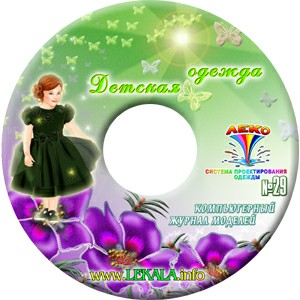 Детская одежда
ЛЕКО
СИСТЕМА ПРОЕКТИРОВАНИЯ
ОДЕЖДЫ
№29
КОМПЬЮТЕРНЫЙ
ЖУРНАЛ МОДЕЛЕЙ
WWW.LEKALA.info